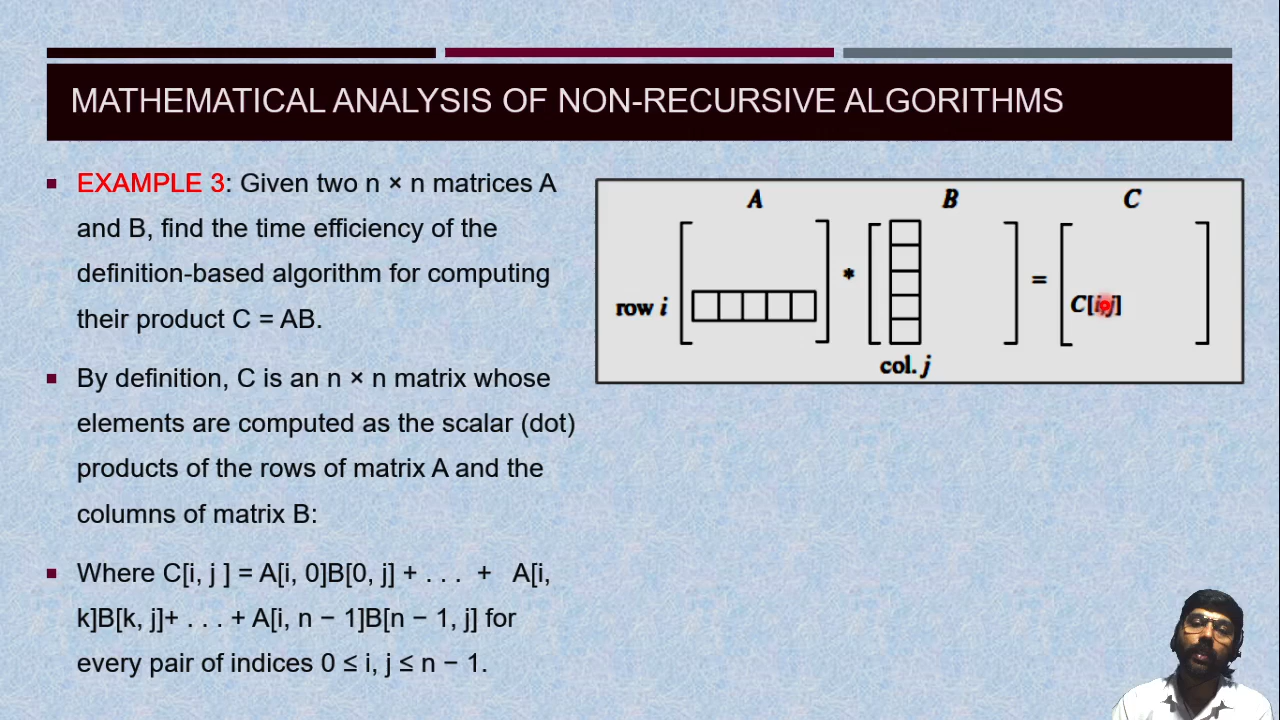 MATHEMATICAL ANALYSIS OF NON-RECURSIVE ALGORITHMS
EXAMPLE 3: Given two n × n matrices A
and B, find the time efficiency of the
definition-based algorithm for computing
their product C = AB.
By definition, C is an n × n matrix whose
elements are computed as the scalar (dot)
products of the rows of matrix A and the
columns of matrix B:
Where C[i, j ] = A[i, 0]B[0, j] + . . . + A[i,
k]B[k, j]+ . . . + A[i, n − 1]B[n − 1, j] for
every pair of indices 0 ≤ i, j ≤ n − 1.
A B C
row i * = C[i,j]
col. j